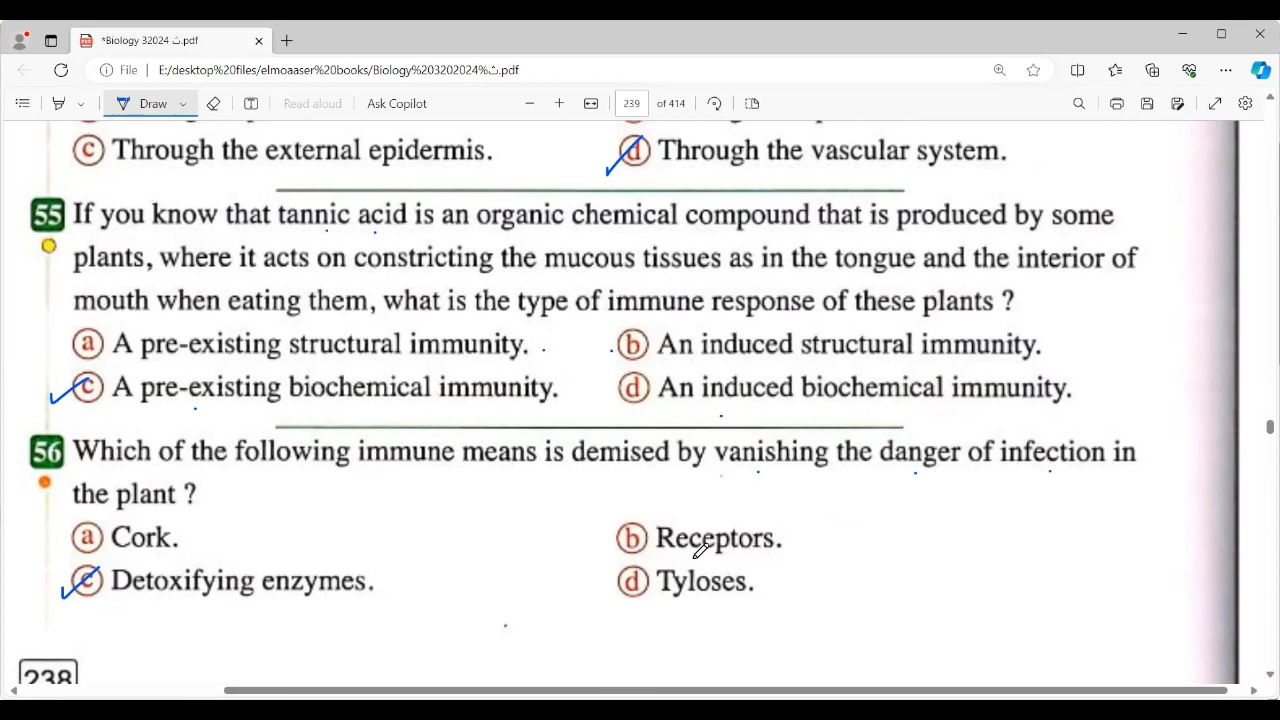 *Biology 32024 ث.pdf
File
E:/desktop%20files/elmoaaser%20books/Biology%203202024%ث.pdf
Draw
Read aloud
Ask Copilot
239 of 414
c Through the external epidermis.
d Through the vascular system.
55 If you know that tannic acid is an organic chemical compound that is produced by some
plants, where it acts on constricting the mucous tissues as in the tongue and the interior of
mouth when eating them, what is the type of immune response of these plants ?
a A pre-existing structural immunity.
b An induced structural immunity.
c A pre-existing biochemical immunity.
d An induced biochemical immunity.
56 Which of the following immune means is demised by vanishing the danger of infection in
the plant ?
a Cork.
b Receptors.
c Detoxifying enzymes.
d Tyloses.
238